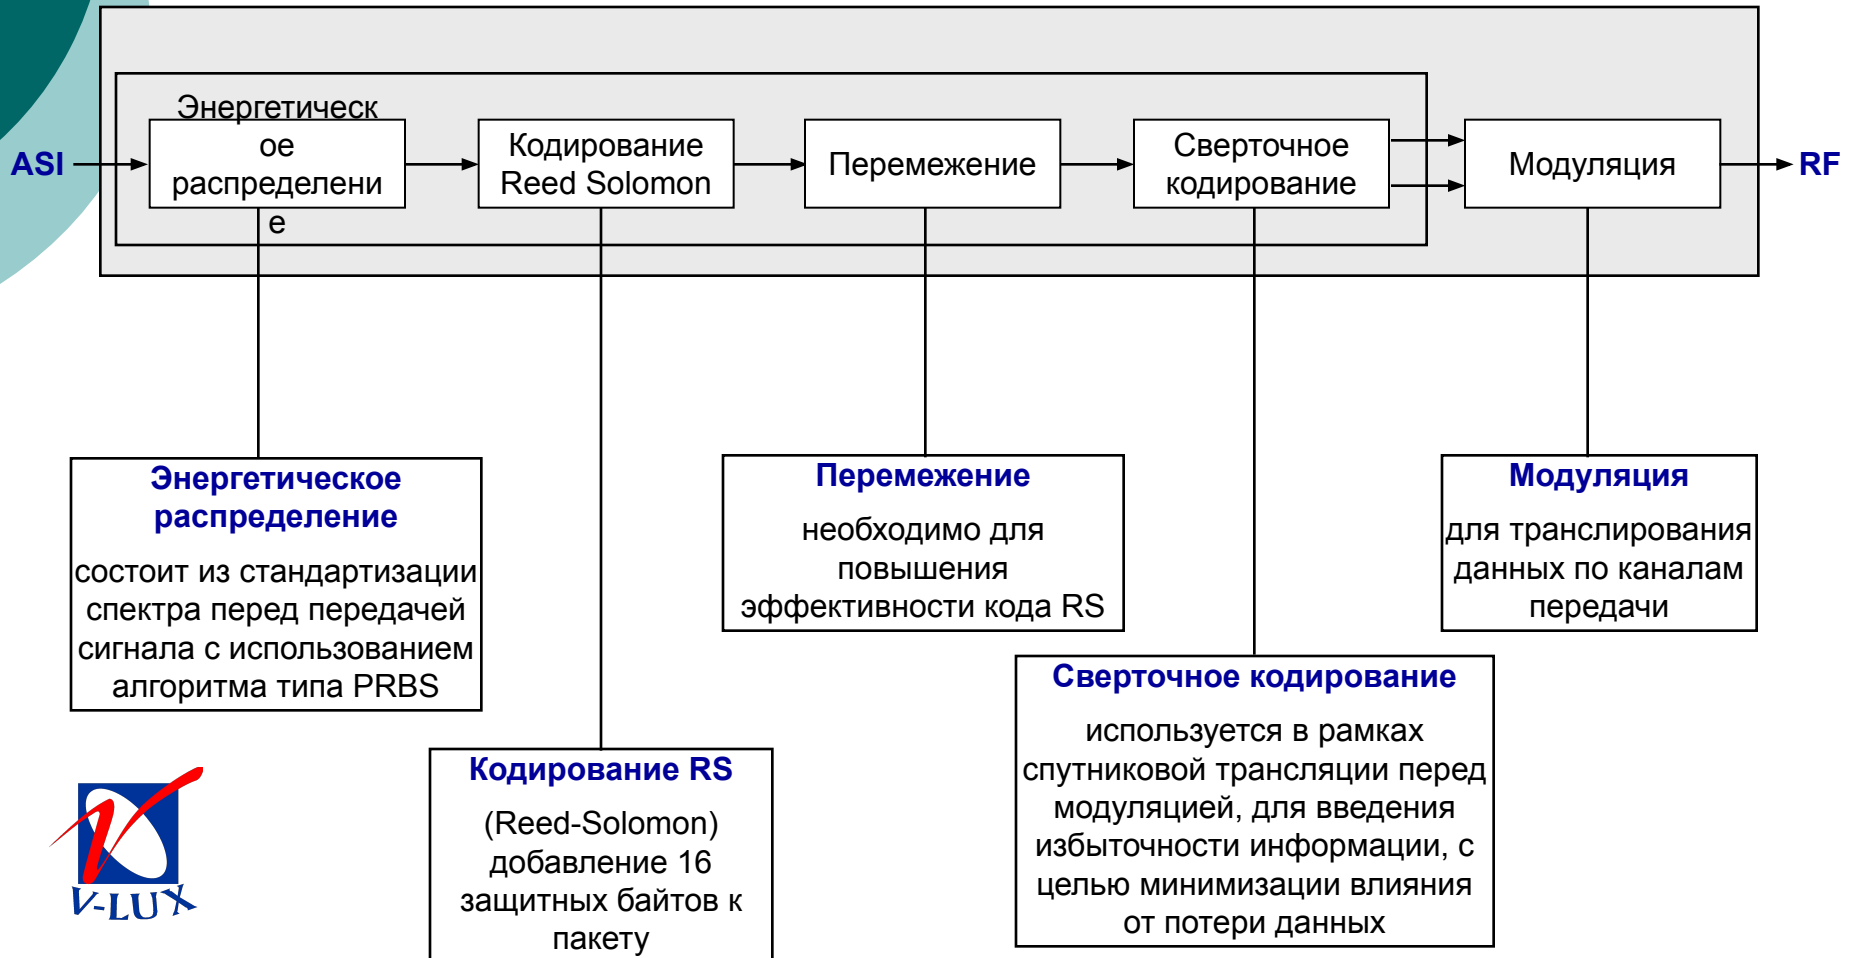 Энергетическ
ое
распределени
е
ASI
Кодирование
Reed Solomon
Перемежение
Сверточное
кодирование
Модуляция
RF
Энергетическое
распределение
состоит из стандартизации
спектра перед передачей
сигнала с использованием
алгоритма типа PRBS
Кодирование RS
(Reed-Solomon)
добавление 16
защитных байтов к
пакету
Перемежение
необходимо для
повышения
эффективности кода RS
Сверточное кодирование
используется в рамках
спутниковой трансляции перед
модуляцией, для введения
избыточности информации, с
целью минимизации влияния
от потери данных
Модуляция
для транслирования
данных по каналам
передачи
V-LUX